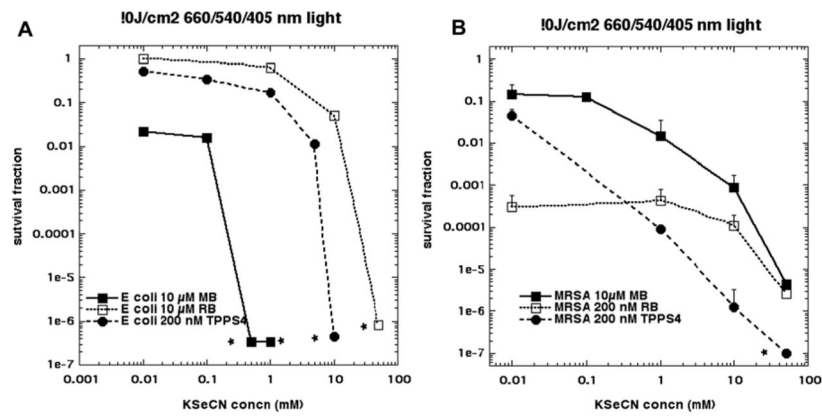 A
!0J/cm2 660/540/405 nm light
sutvival fraction
1
0.1
0.01
0.001
0.0001
1e-5
1e-6
1e-7
E coli 10 µM MB
E coli 10 µM RB
E coli 200 nM TPPS4
* * * *
0.001 0.01 0.1 1 10 100
KSeCN concn (mM)
B
!0J/cm2 660/540/405 nm light
sutvival fraction
1
0.1
0.01
0.001
0.0001
1e-5
1e-6
1e-7
MRSA 10µM MB
MRSA 200 nM RB
MRSA 200 nM TPPS4
*
0.01 0.1 1 10 100
KSeCN concn (mM)